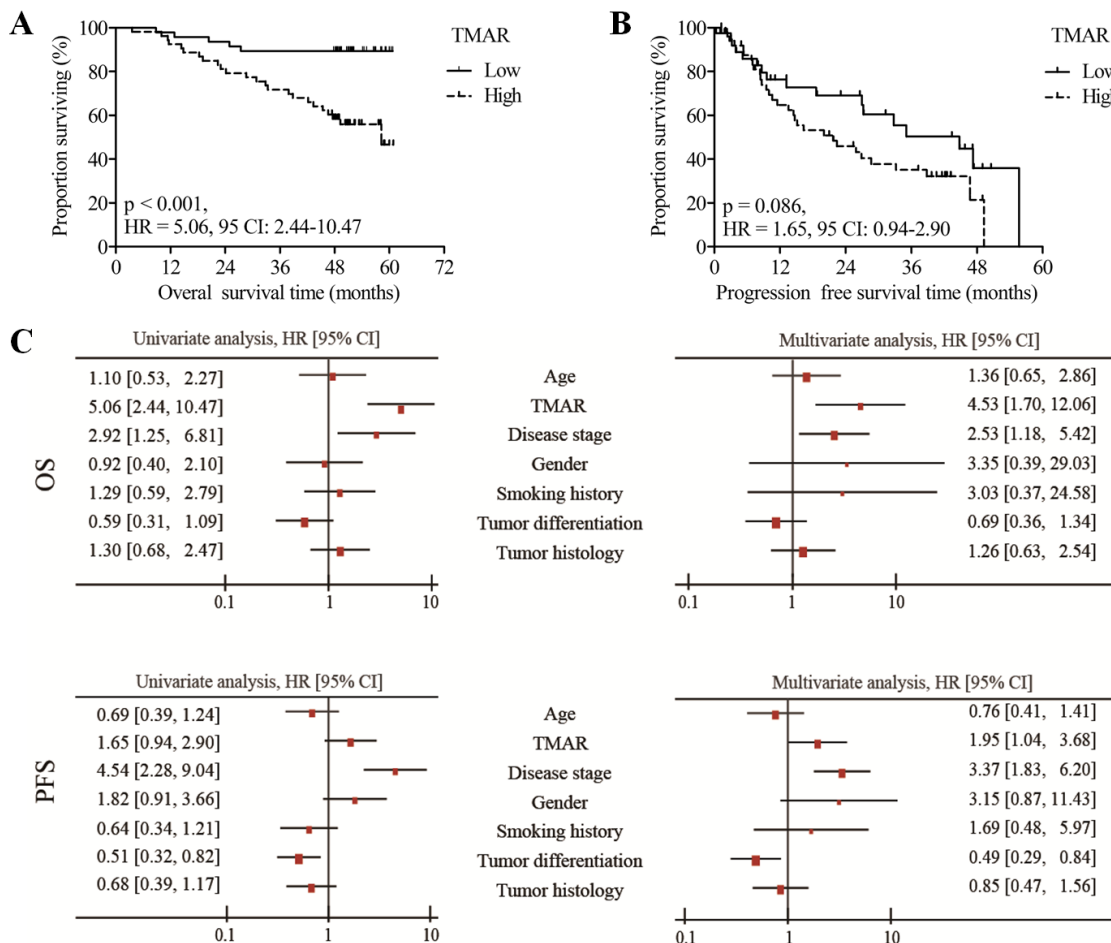 A
100
80
60
40
20
0
Proportion surviving (%)
TMAR
Low
High
p < 0.001,
HR = 5.06, 95 CI: 2.44-10.47
0 12 24 36 48 60 72
Overal survival time (months)
B
100
80
60
40
20
0
Proportion surviving (%)
TMAR
Low
High
p = 0.086,
HR = 1.65, 95 CI: 0.94-2.90
0 12 24 36 48 60
Progression free survival time (months)
C
OS
Univariate analysis, HR [95% CI] Multivariate analysis, HR [95% CI]
1.10 [0.53, 2.27] Age 1.36 [0.65, 2.86]
5.06 [2.44, 10.47] TMAR 4.53 [1.70, 12.06]
2.92 [1.25, 6.81] Disease stage 2.53 [1.18, 5.42]
0.92 [0.40, 2.10] Gender 3.35 [0.39, 29.03]
1.29 [0.59, 2.79] Smoking history 3.03 [0.37, 24.58]
0.59 [0.31, 1.09] Tumor differentiation 0.69 [0.36, 1.34]
1.30 [0.68, 2.47] Tumor histology 1.26 [0.63, 2.54]
0.1 1 10 0.1 1 10
PFS
Univariate analysis, HR [95% CI] Multivariate analysis, HR [95% CI]
0.69 [0.39, 1.24] Age 0.76 [0.41, 1.41]
1.65 [0.94, 2.90] TMAR 1.95 [1.04, 3.68]
4.54 [2.28, 9.04] Disease stage 3.37 [1.83, 6.20]
1.82 [0.91, 3.66] Gender 3.15 [0.87, 11.43]
0.64 [0.34, 1.21] Smoking history 1.69 [0.48, 5.97]
0.51 [0.32, 0.82] Tumor differentiation 0.49 [0.29, 0.84]
0.68 [0.39, 1.17] Tumor histology 0.85 [0.47, 1.56]
0.1 1 10 0.1 1 10